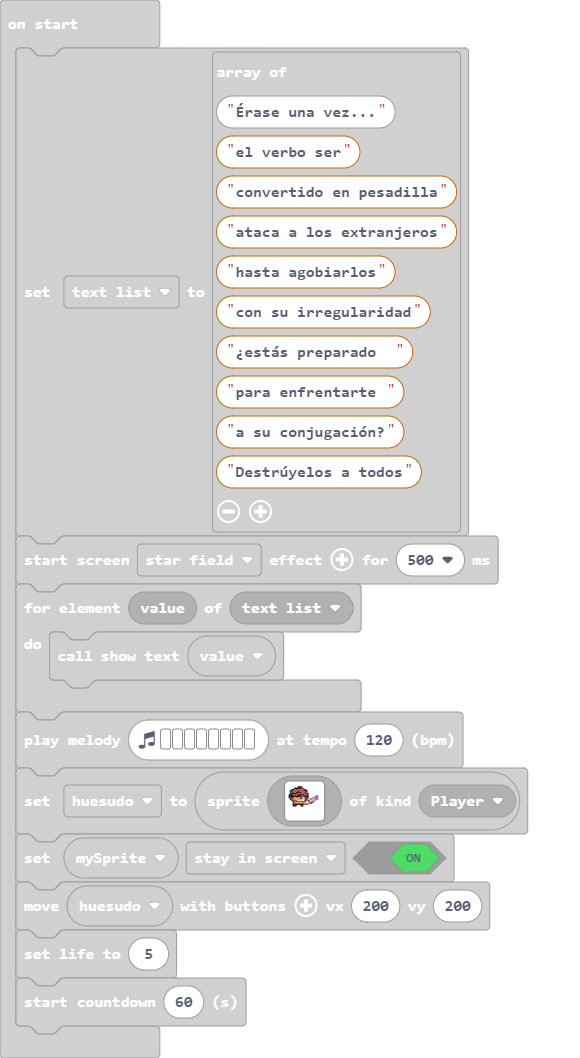 on start
array of
"Érase una vez..."
"el verbo ser"
"convertido en pesadilla"
"ataca a los extranjeros"
"hasta agobiarlos"
set text list to
"con su irregularidad"
"¿estás preparado "
"para enfrentarte "
"a su conjugación?"
"Destrúyelos a todos"
start screen star field effect for 500 ms
for element value of text list
do
call show text value
play melody at tempo 120 (bpm)
set huesudo to sprite of kind Player
set mySprite stay in screen ON
move huesudo with buttons vx 200 vy 200
set life to 5
start countdown 60 (s)